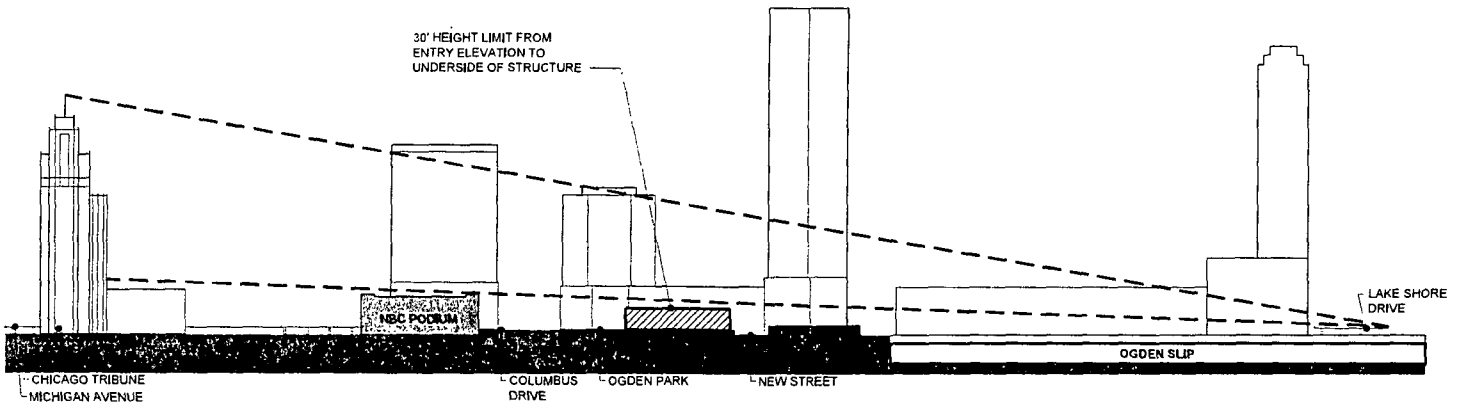 30' HEIGHT LIMIT FROM
ENTRY ELEVATION TO
UNDERSIDE OF STRUCTURE
NBC PODIUM
LAKE SHORE
DRIVE
OGDEN SLIP
CHICAGO TRIBUNE
MICHIGAN AVENUE
COLUMBUS
DRIVE
OGDEN PARK
NEW STREET